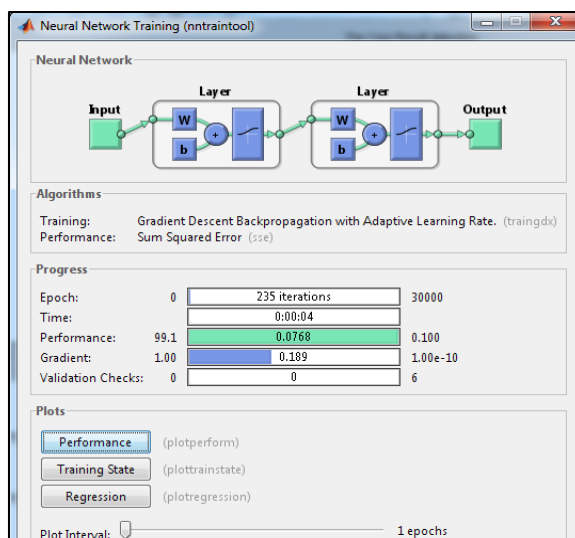 Neural Network Training (nntraintool)
Neural Network
Layer Layer
Input Output
W W
b b
Algorithms
Training: Gradient Descent Backpropagation with Adaptive Learning Rate. (traingdx)
Performance: Sum Squared Error (sse)
Progress
Epoch: 0 235 iterations 30000
Time: 0:00:04
Performance: 99.1 0.0768 0.100
Gradient: 1.00 0.189 1.00e-10
Validation Checks: 0 0 6
Plots
Performance (plotperform)
Training State (plottrainstate)
Regression (plotregression)
Plot Interval: 1 epochs